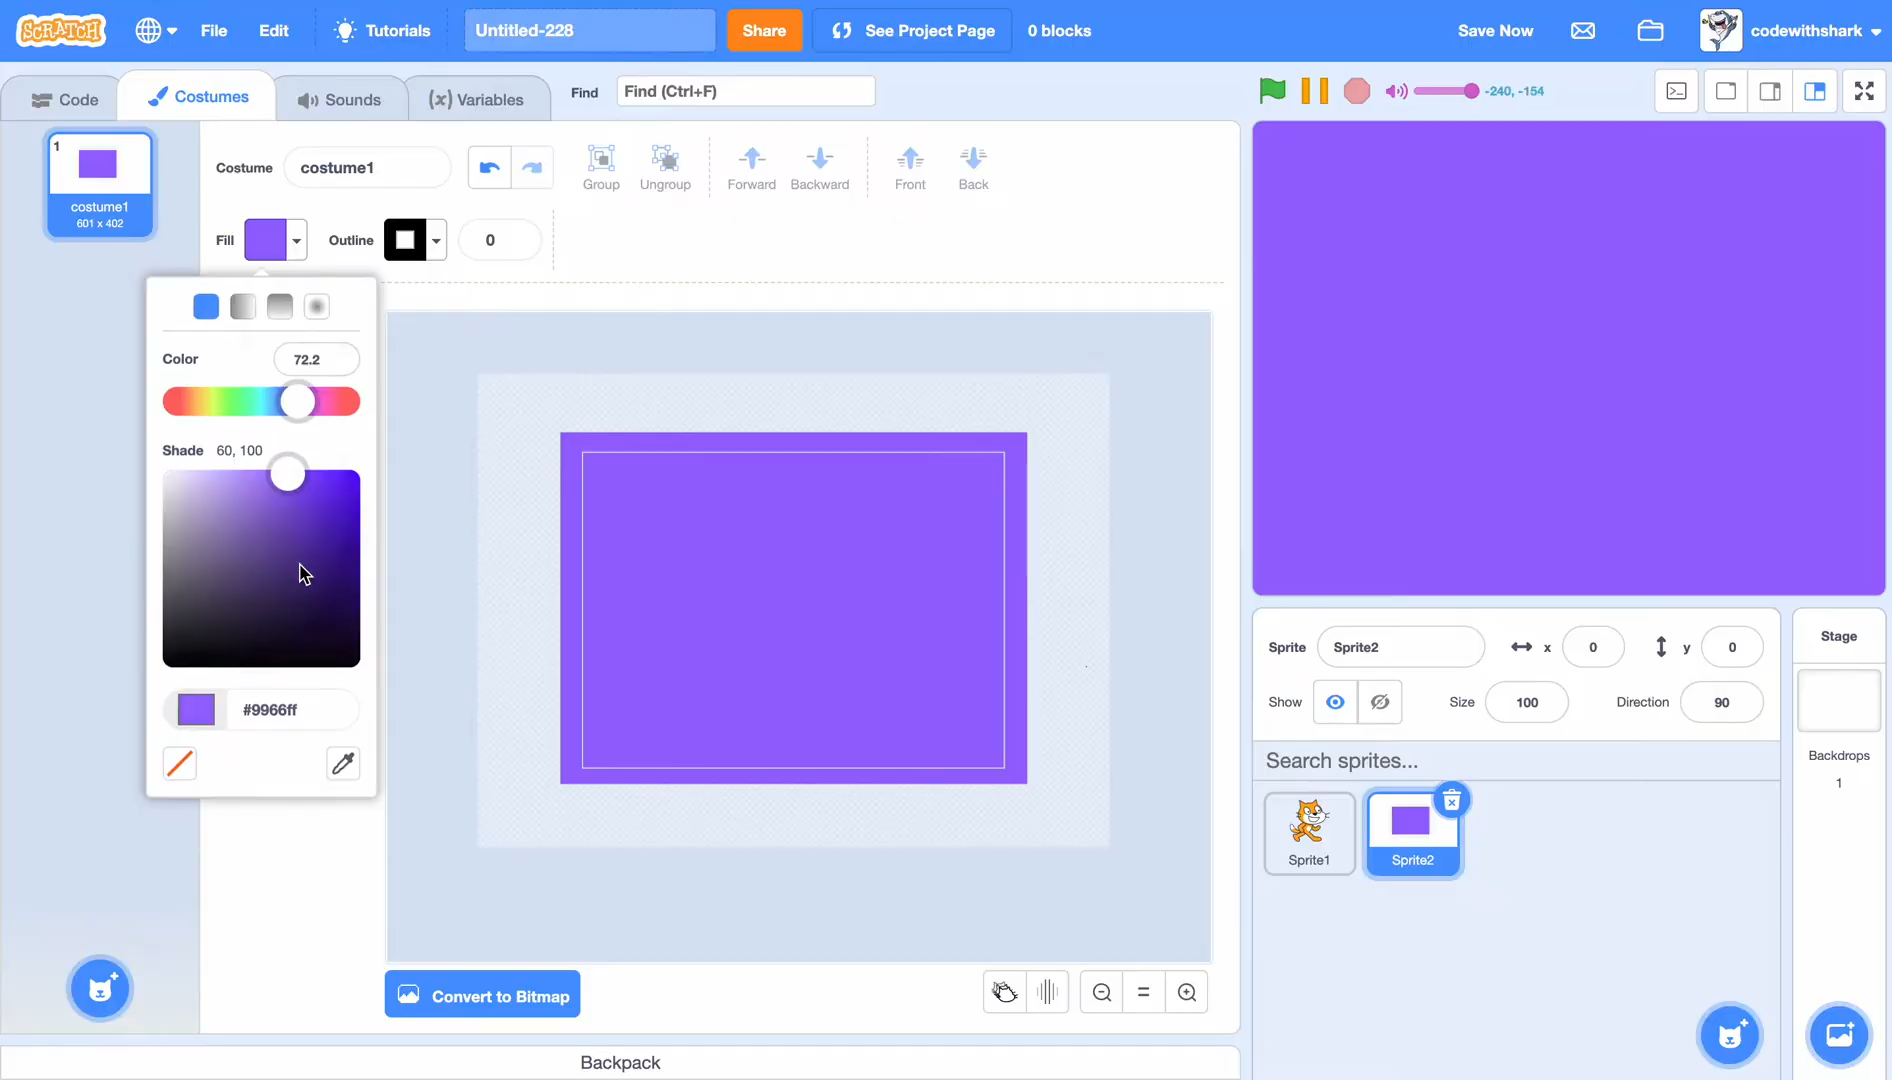 SCRATCH
File
Edit
Tutorials
Untitled-228
Share
See Project Page
0 blocks
Save Now
codewithshark
Code
Costumes
Sounds
(x) Variables
Find
Find (Ctrl+F)
-240, -154
1
costume1
601 x 402
Costume
costume1
Group
Ungroup
Forward
Backward
Front
Back
Fill
Outline
0
Color
72.2
Shade 60, 100
#9966ff
Convert to Bitmap
Backpack
Sprite
Sprite2
x
0
y
0
Show
Size
100
Direction
90
Search sprites...
Sprite1
Sprite2
Stage
Backdrops
1